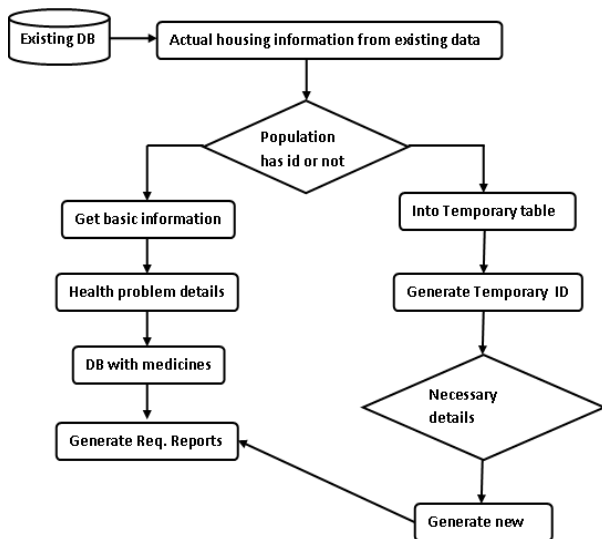 Existing DB
Actual housing information from existing data
Population
has id or not
Get basic information
Into Temporary table
Health problem details
Generate Temporary ID
DB with medicines
Necessary
details
Generate Req. Reports
Generate new